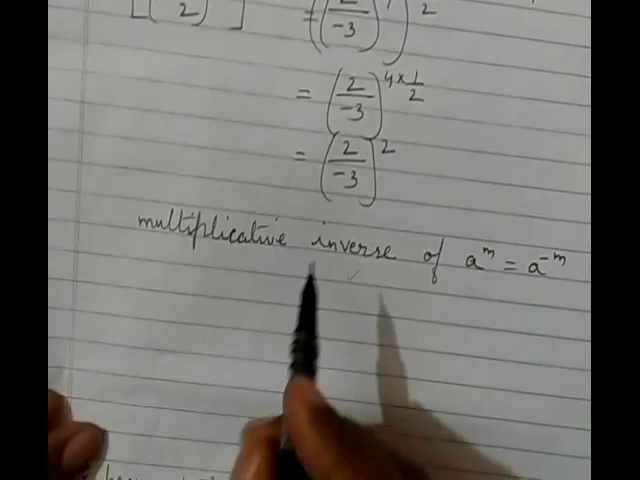 = (2/-3)^(4×1/2)
= (2/-3)^2
multiplicative inverse of a^m = a^-m